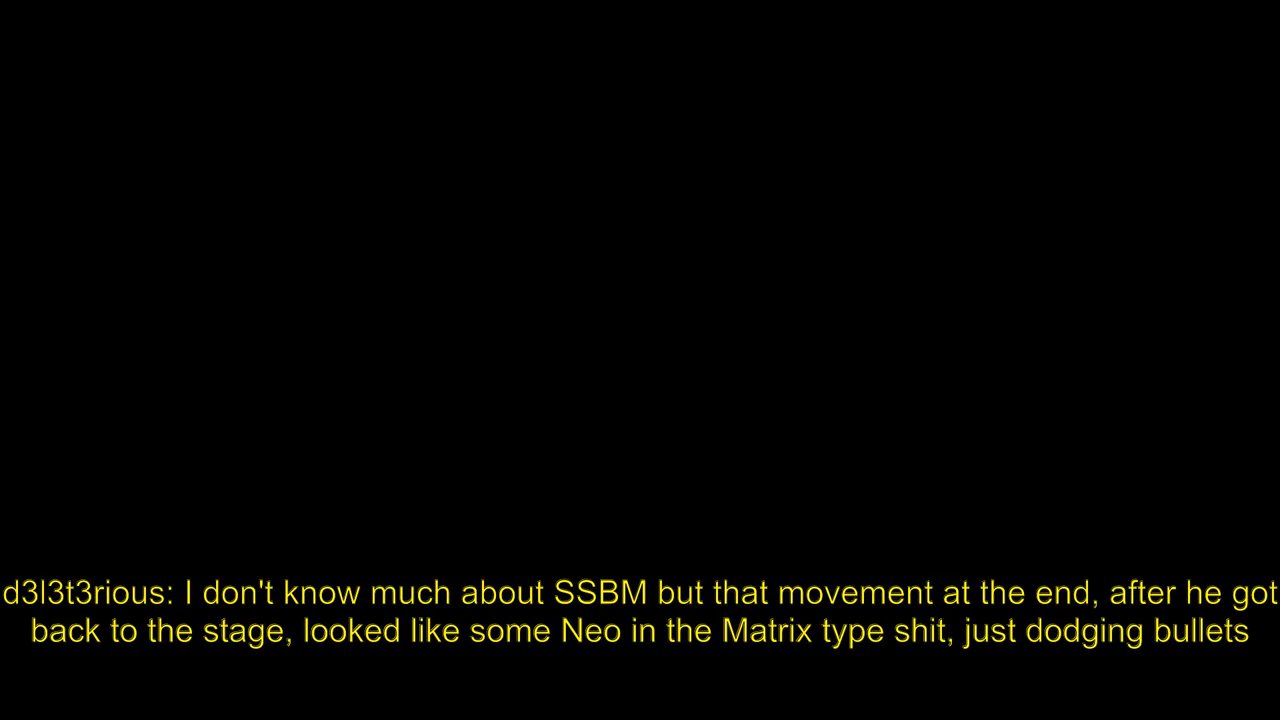 d3l3t3rious: I don't know much about SSBM but that movement at the end, after he got
back to the stage, looked like some Neo in the Matrix type shit, just dodging bullets